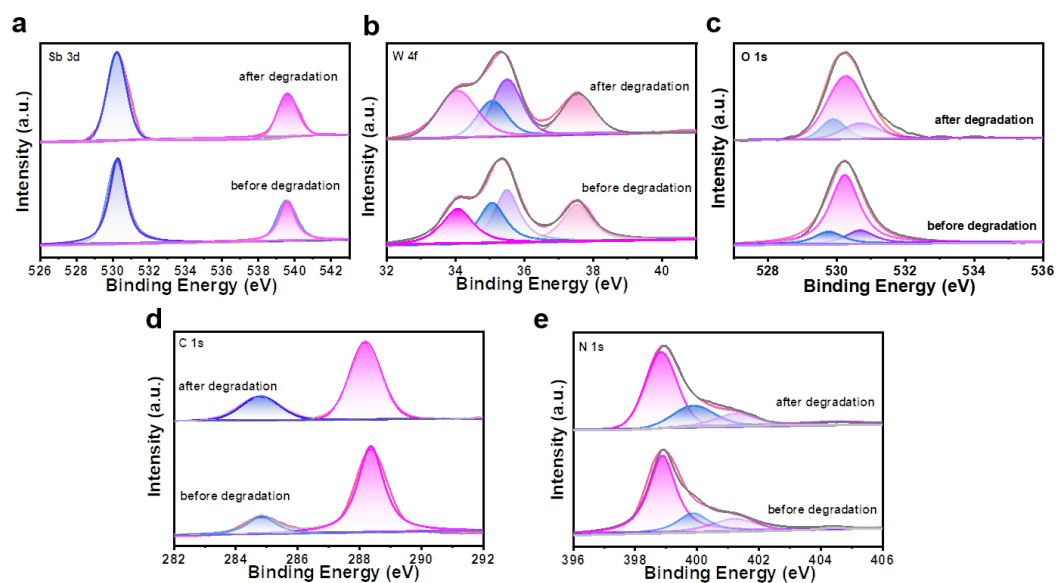 a
Sb 3d
after degradation
before degradation
Intensity (a.u.)
526 528 530 532 534 536 538 540 542
Binding Energy (eV)
b
W 4f
after degradation
before degradation
Intensity (a.u.)
32 34 36 38 40
Binding Energy (eV)
c
O 1s
after degradation
before degradation
Intensity (a.u.)
528 530 532 534 536
Binding Energy (eV)
d
C 1s
after degradation
before degradation
Intensity (a.u.)
282 284 286 288 290 292
Binding Energy (eV)
e
N 1s
after degradation
before degradation
Intensity (a.u.)
396 398 400 402 404 406
Binding Energy (eV)